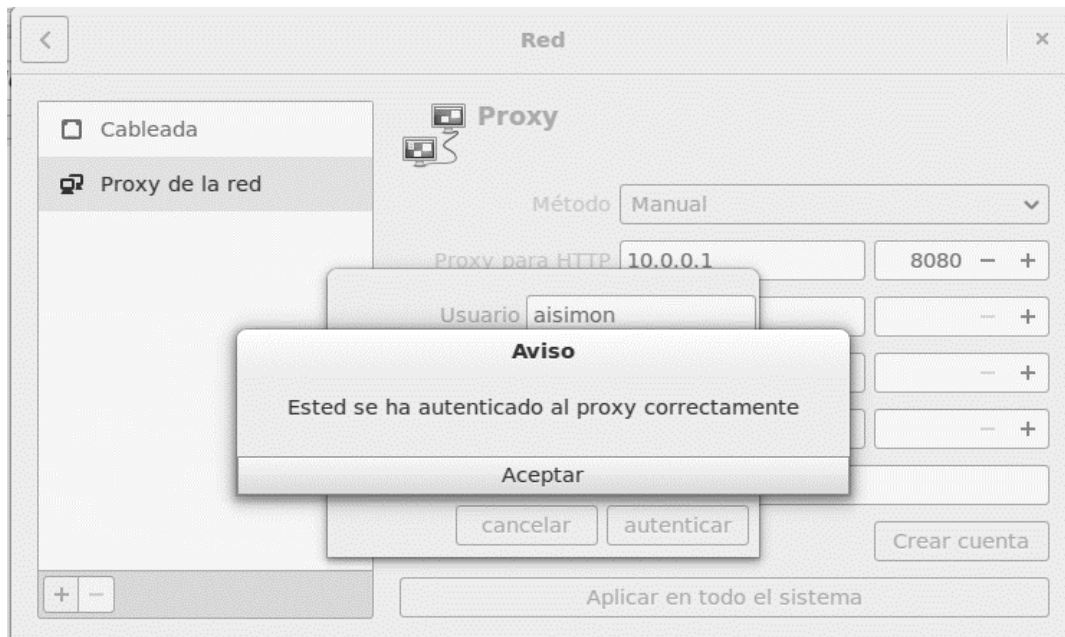 Red
Cableada
Proxy de la red
Proxy
Método Manual
Proxy para HTTP 10.0.0.1 8080 − +
Usuario aisimon
− +
Aviso
Ested se ha autenticado al proxy correctamente
Aceptar
− +
− +
cancelar autenticar
Crear cuenta
+ −
Aplicar en todo el sistema